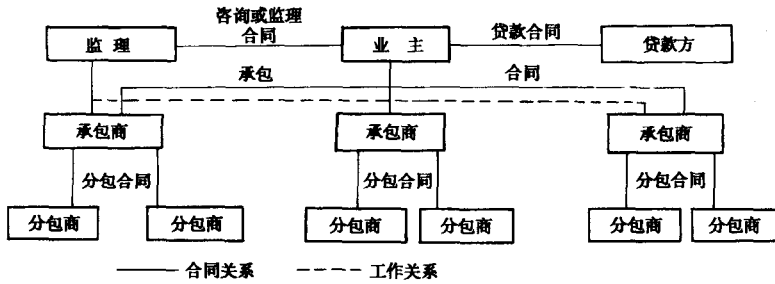 咨询或监理
合同
监 理
业 主
贷款合同
贷款方
承包
合同
承包商
承包商
承包商
分包合同
分包合同
分包合同
分包商
分包商
分包商
分包商
分包商
分包商
合同关系
工作关系